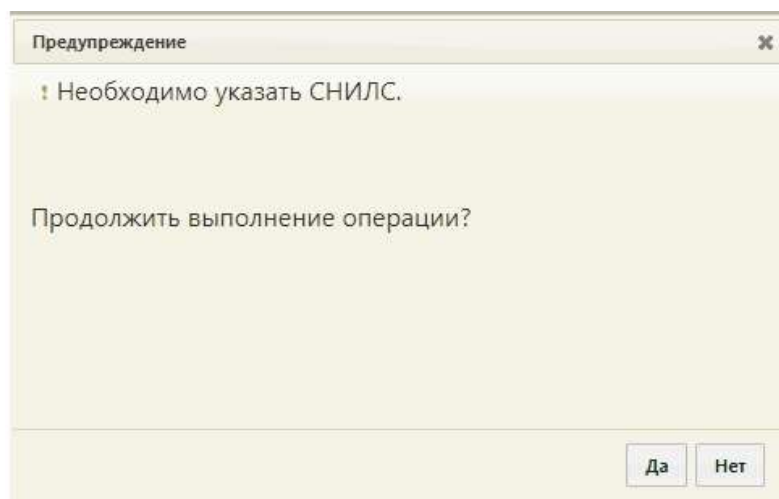 Предупреждение
! Необходимо указать СНИЛС.
Продолжить выполнение операции?
Да Нет